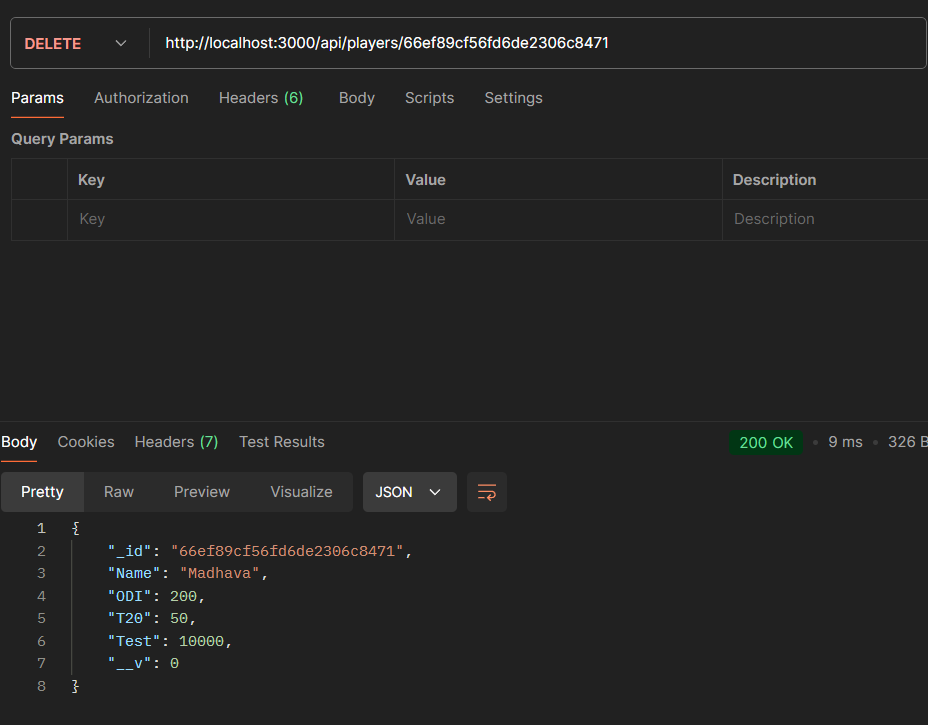 DELETE http://localhost:3000/api/players/66ef89cf56fd6de2306c8471
Params Authorization Headers (6) Body Scripts Settings
Query Params
Key Value Description
Key Value Description
Body Cookies Headers (7) Test Results 200 OK 9 ms 326 B
Pretty Raw Preview Visualize JSON
1 {
2 "_id": "66ef89cf56fd6de2306c8471",
3 "Name": "Madhava",
4 "ODI": 200,
5 "T20": 50,
6 "Test": 10000,
7 "__v": 0
8 }